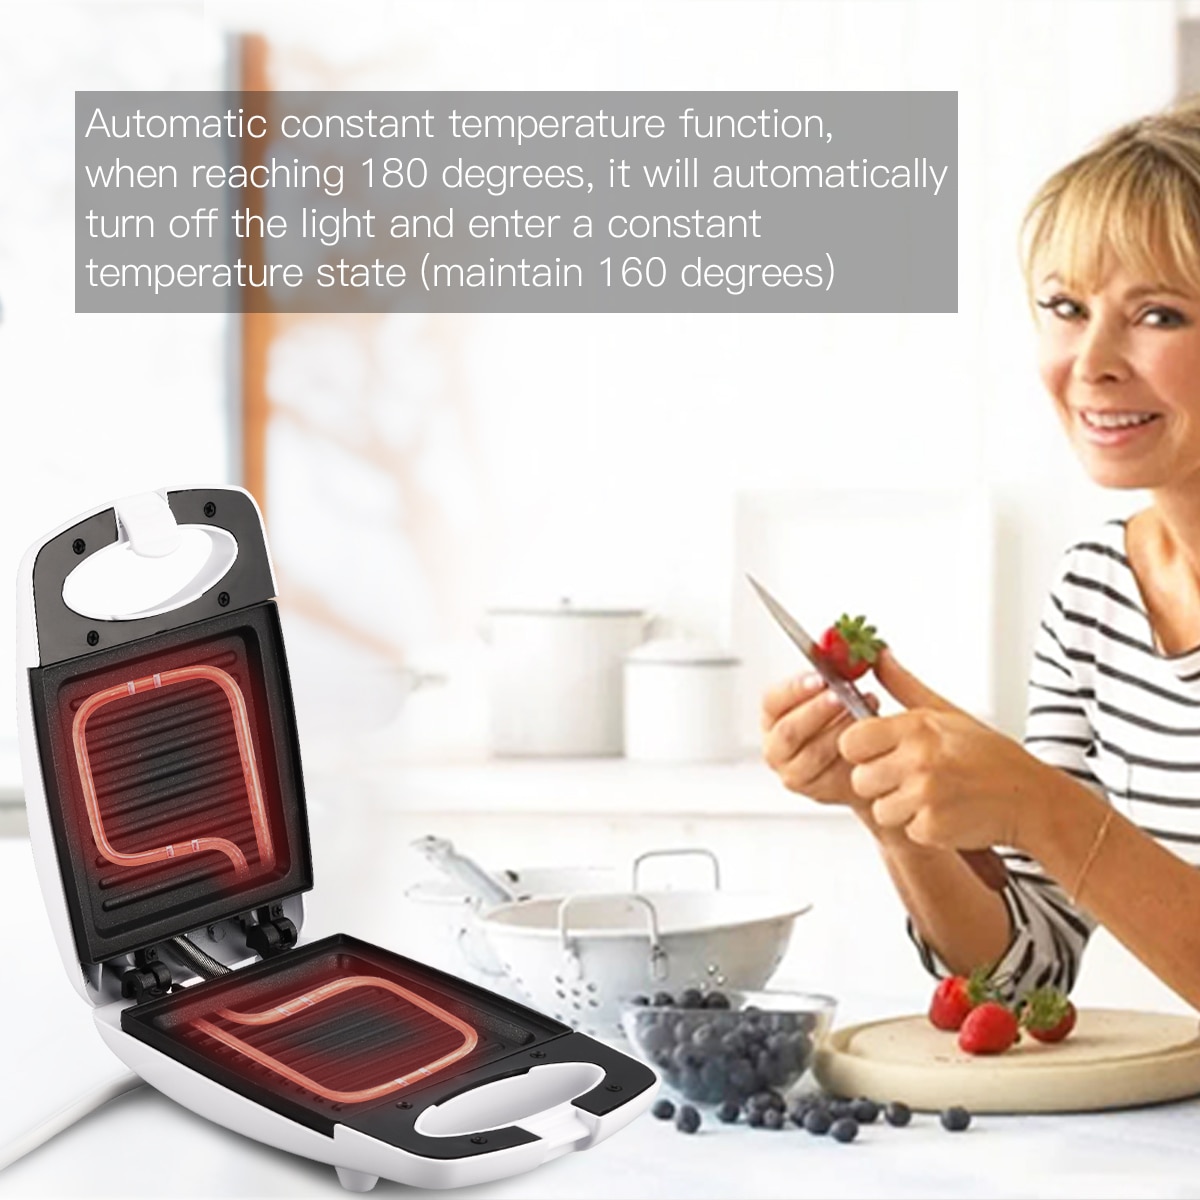 Automatic constant temperature function,
when reaching 180 degrees, it will automatically
turn off the light and enter a constant
temperature state (maintain 160 degrees)